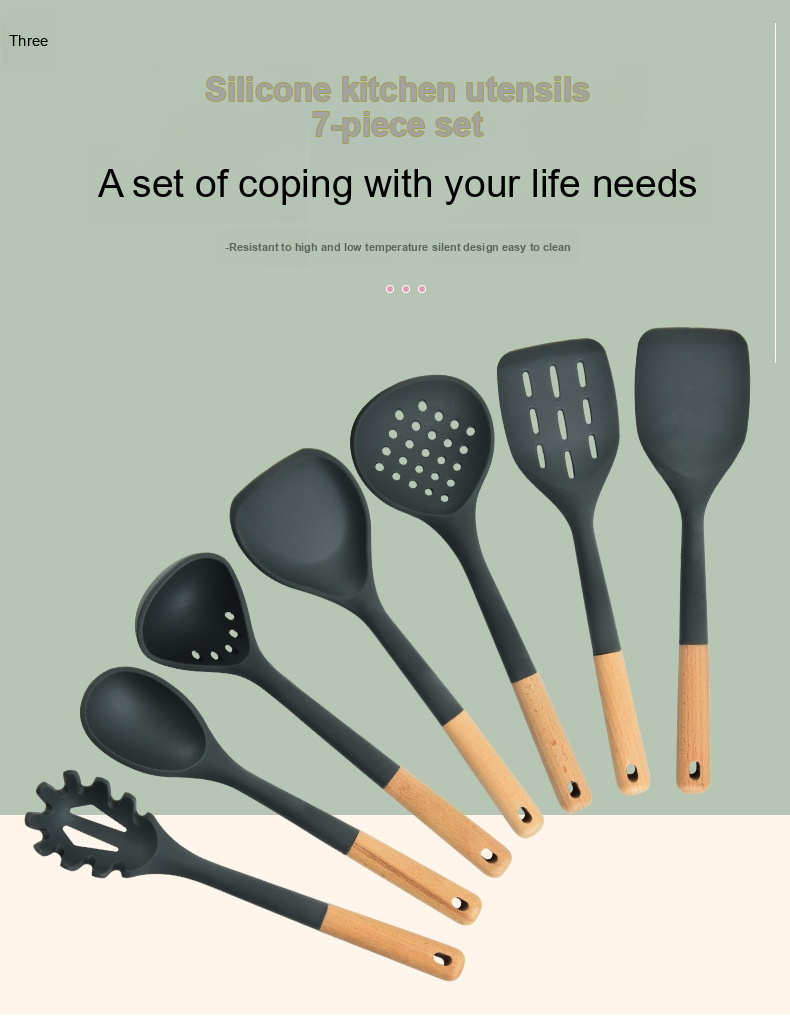 Three
Silicone kitchen utensils
7-piece set
A set of coping with your life needs
-Resistant to high and low temperature silent design easy to clean